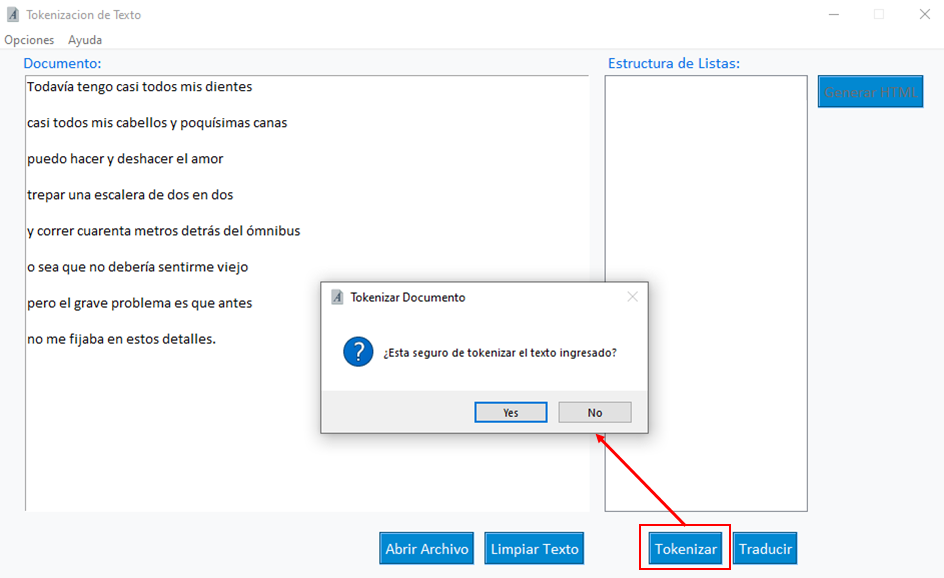 Tokenizacion de Texto
Opciones Ayuda
Documento:
Estructura de Listas:
Todavía tengo casi todos mis dientes
casi todos mis cabellos y poquísimas canas
puedo hacer y deshacer el amor
trepar una escalera de dos en dos
y correr cuarenta metros detrás del ómnibus
o sea que no debería sentirme viejo
pero el grave problema es que antes
no me fijaba en estos detalles.
Generar HTML
Tokenizar Documento
¿Esta seguro de tokenizar el texto ingresado?
Yes No
Abrir Archivo Limpiar Texto Tokenizar Traducir